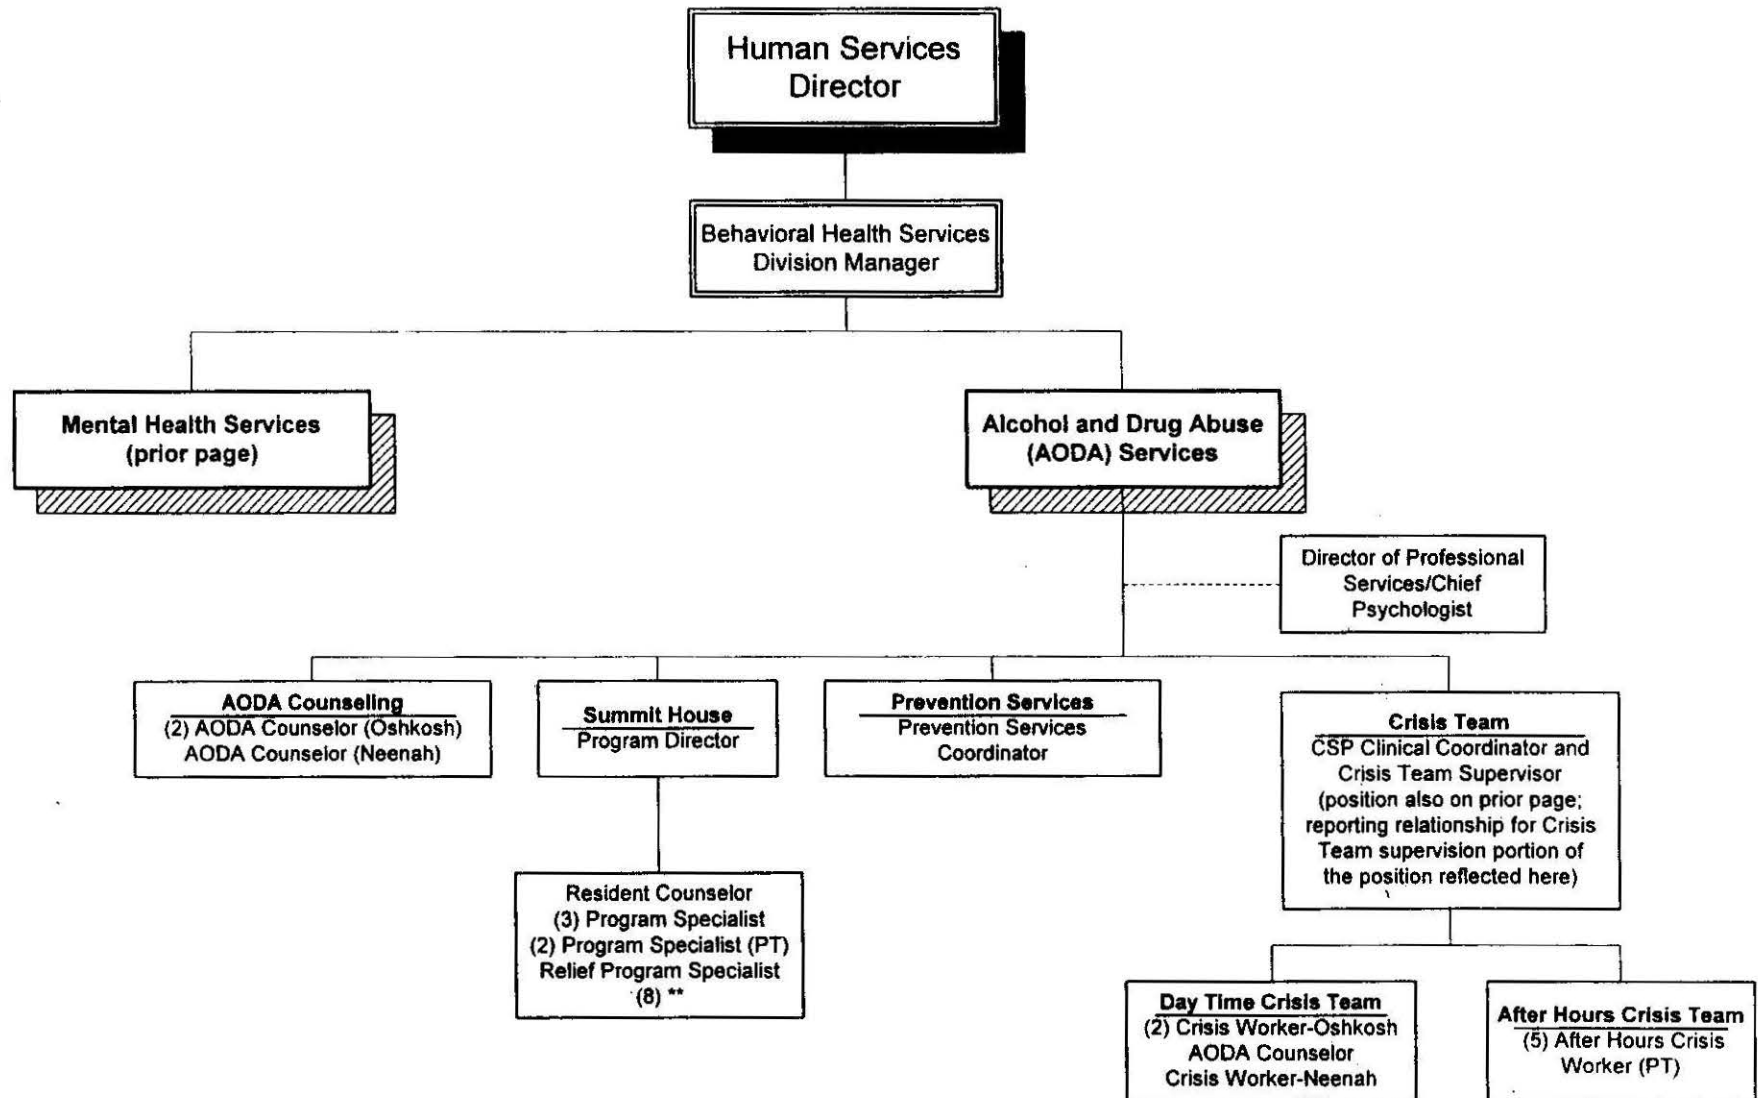 Human Services
Director
Behavioral Health Services
Division Manager
Mental Health Services
(prior page)
Alcohol and Drug Abuse
(AODA) Services
Director of Professional
Services/Chief
Psychologist
AODA Counseling
(2) AODA Counselor (Oshkosh)
AODA Counselor (Neenah)
Summit House
Program Director
Prevention Services
Prevention Services
Coordinator
Crisis Team
CSP Clinical Coordinator and
Crisis Team Supervisor
(position also on prior page;
reporting relationship for Crisis
Team supervision portion of
the position reflected here)
Resident Counselor
(3) Program Specialist
(2) Program Specialist (PT)
Relief Program Specialist
(8) **
Day Time Crisis Team
(2) Crisis Worker-Oshkosh
AODA Counselor
Crisis Worker-Neenah
After Hours Crisis Team
(5) After Hours Crisis
Worker (PT)